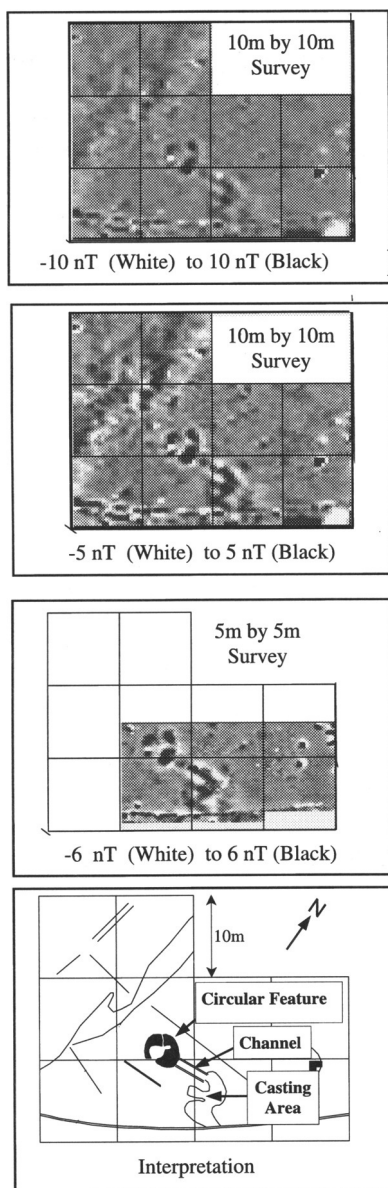 10m by 10m
Survey
-10 nT (White) to 10 nT (Black)
10m by 10m
Survey
-5 nT (White) to 5 nT (Black)
5m by 5m
Survey
-6 nT (White) to 6 nT (Black)
10m
N
Circular Feature
Channel
Casting
Area
Interpretation